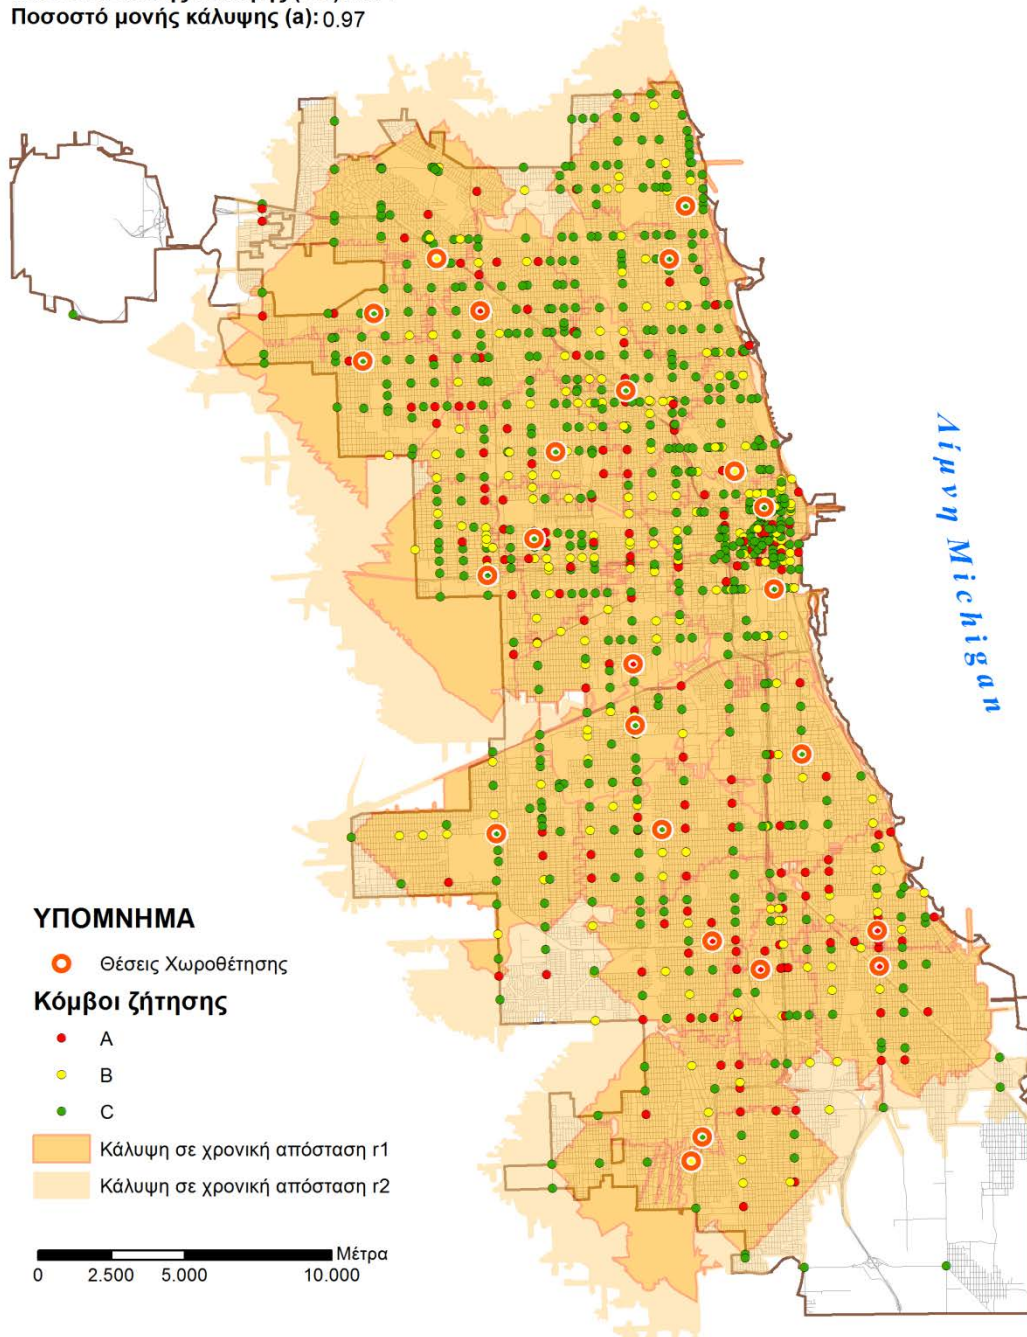 Ποσοστό μονής κάλυψης (a): 0.97
Λίμνη Michigan
ΥΠΟΜΝΗΜΑ
Θέσεις Χωροθέτησης
Κόμβοι ζήτησης
A
B
C
Κάλυψη σε χρονική απόσταση r1
Κάλυψη σε χρονική απόσταση r2
Μέτρα
0 2.500 5.000 10.000